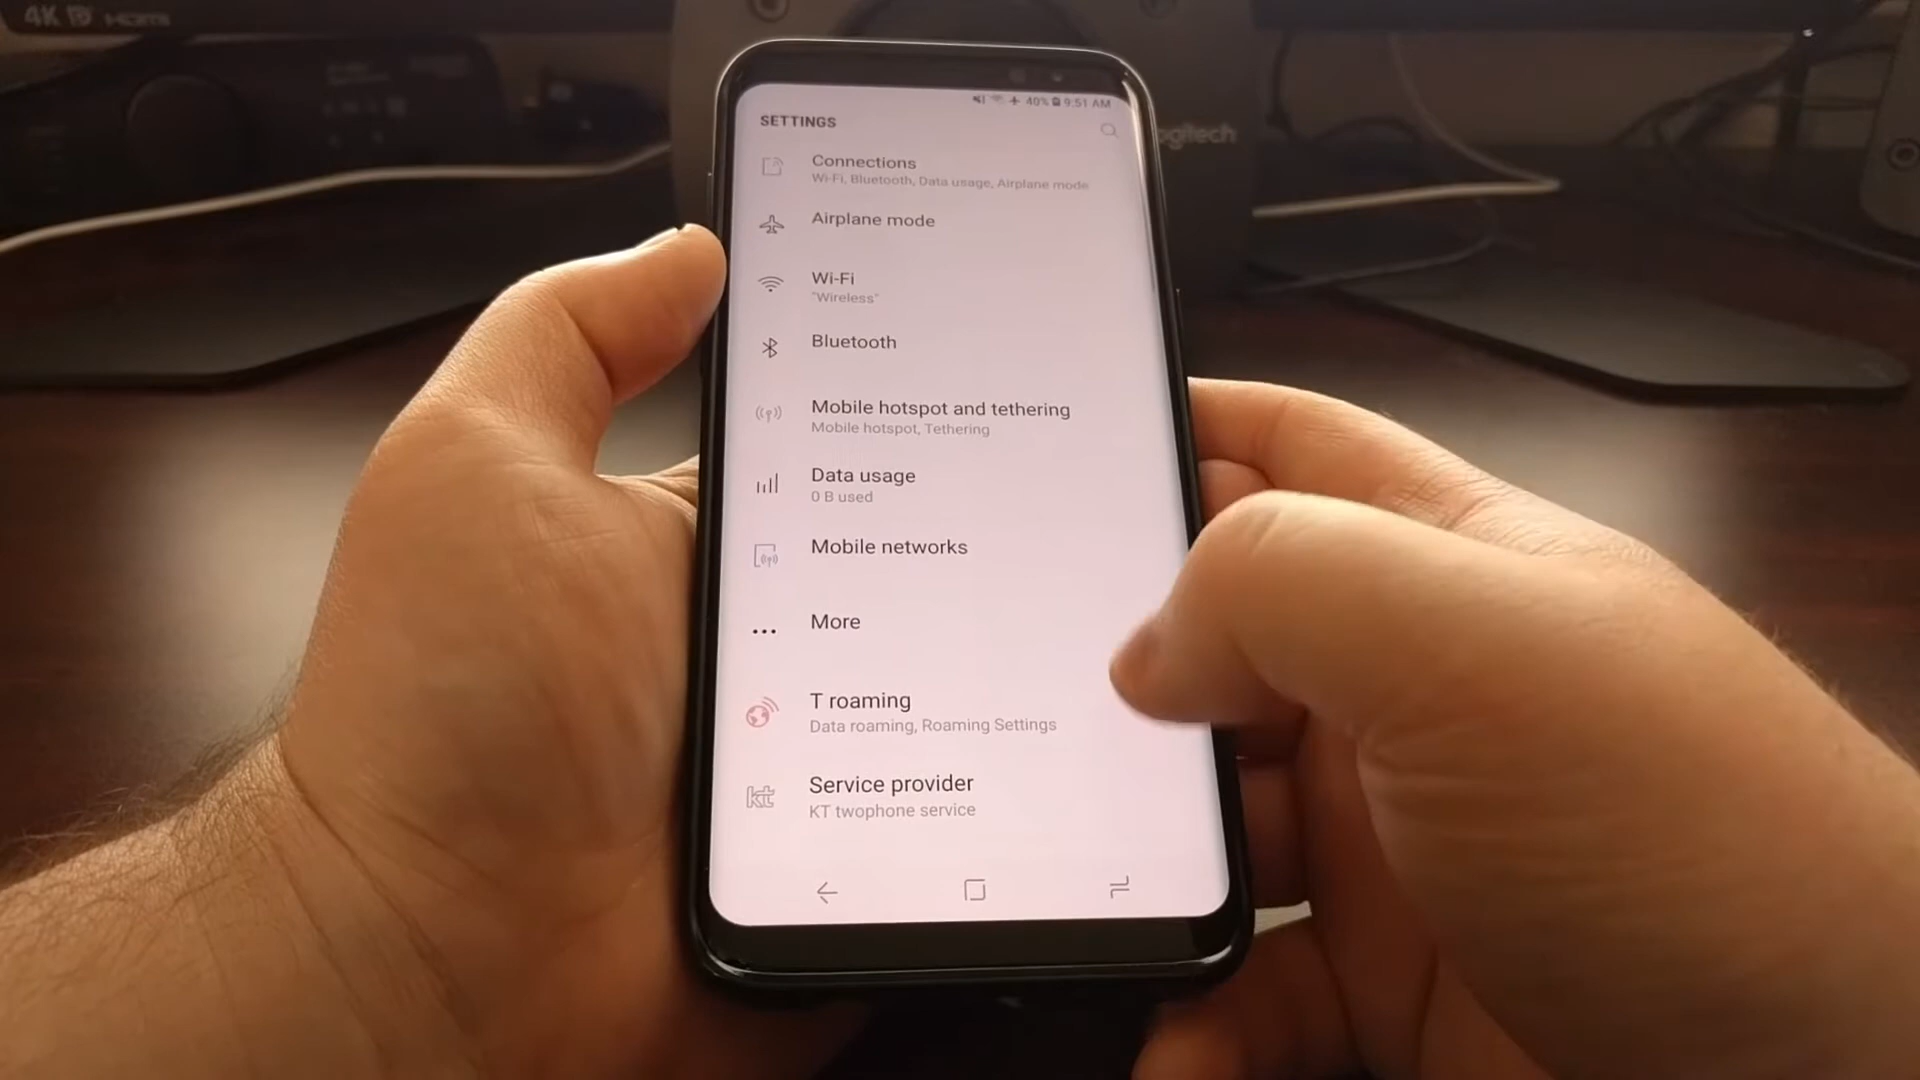 4K
HDMI
ogitech
40% 9:51 AM
SETTINGS
Connections
Wi-Fi, Bluetooth, Data usage, Airplane mode
Airplane mode
Wi-Fi
"Wireless"
Bluetooth
Mobile hotspot and tethering
Mobile hotspot, Tethering
Data usage
0 B used
Mobile networks
More
T roaming
Data roaming, Roaming Settings
kt
Service provider
KT twophone service